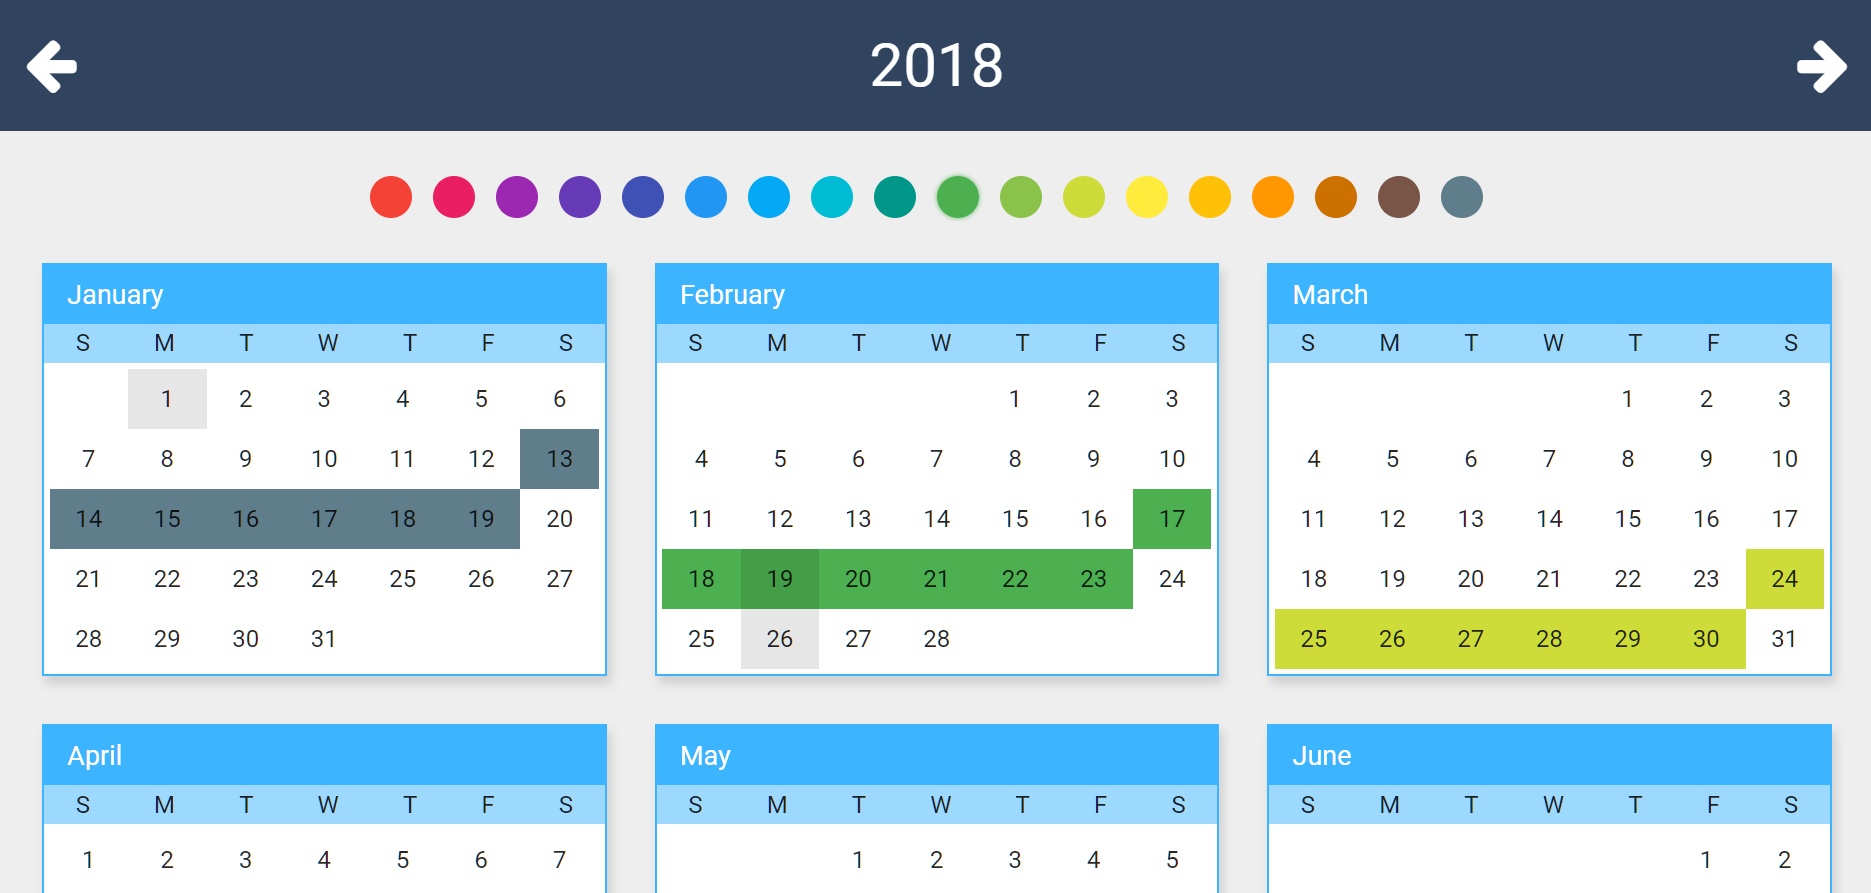 2018
January
S M T W T F S
1 2 3 4 5 6
7 8 9 10 11 12 13
14 15 16 17 18 19 20
21 22 23 24 25 26 27
28 29 30 31
February
S M T W T F S
1 2 3
4 5 6 7 8 9 10
11 12 13 14 15 16 17
18 19 20 21 22 23 24
25 26 27 28
March
S M T W T F S
1 2 3
4 5 6 7 8 9 10
11 12 13 14 15 16 17
18 19 20 21 22 23 24
25 26 27 28 29 30 31
April
S M T W T F S
1 2 3 4 5 6 7
May
S M T W T F S
1 2 3 4 5
June
S M T W T F S
1 2